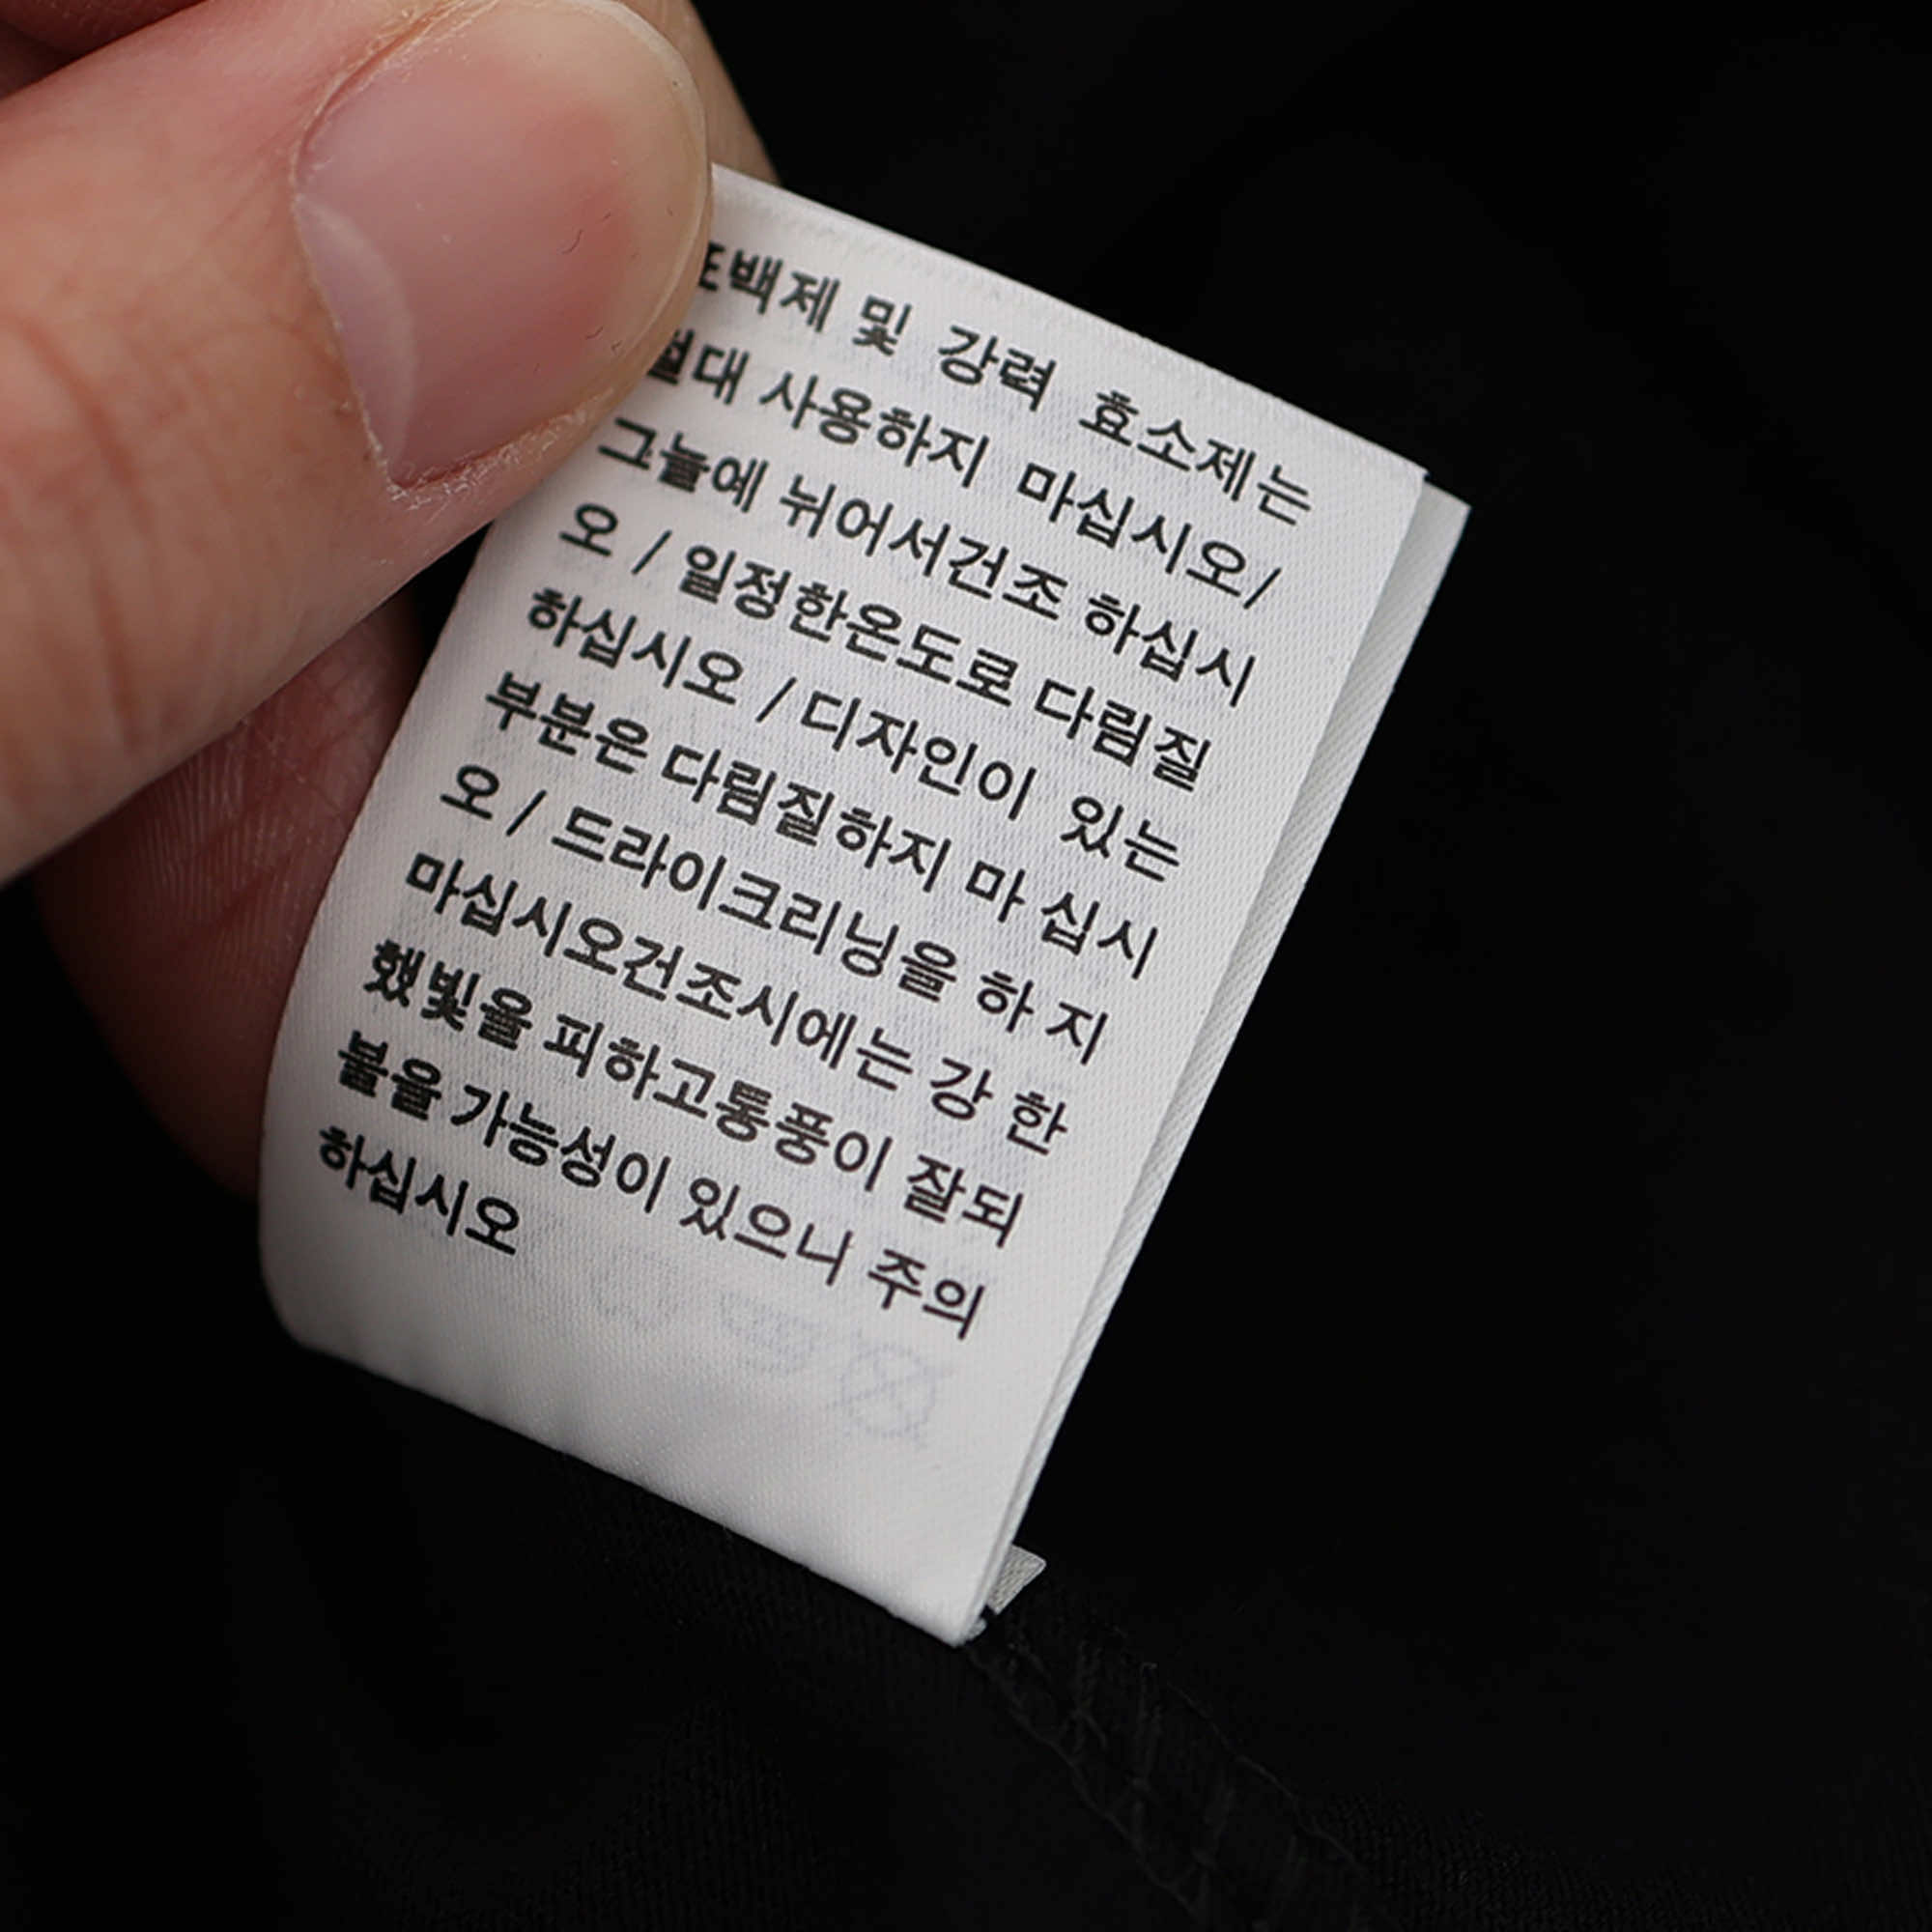 표백제 및 강력 효소제는
절대 사용하지 마십시오/
그늘에 뉘어서건조 하십시
오 / 일정한온도로 다림질
하십시오 / 디자인이 있는
부분은 다림질하지 마 십시
오 / 드라이크리닝을 하 지
마십시오건조시에는 강 한
했빛을 피하고통풍이 잘되
불을 가능성이 있으니 주의
하십시오